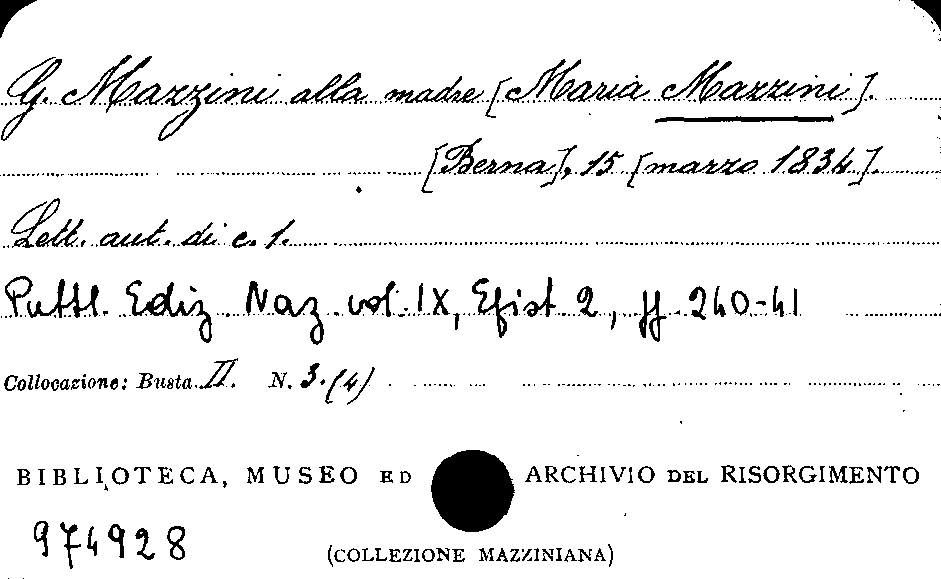 G. Mazzini alla madre [Maria Mazzini].
[Berna], 15 [marzo 1834].
Lett. aut. di c. 1.
Pubbl. Ediz. Naz. vol. IX, Epist. 2, pp. 240-41
Collocazione: Busta II. N. 3.(4)
BIBLIOTECA, MUSEO ED ARCHIVIO DEL RISORGIMENTO
974928
(COLLEZIONE MAZZINIANA)